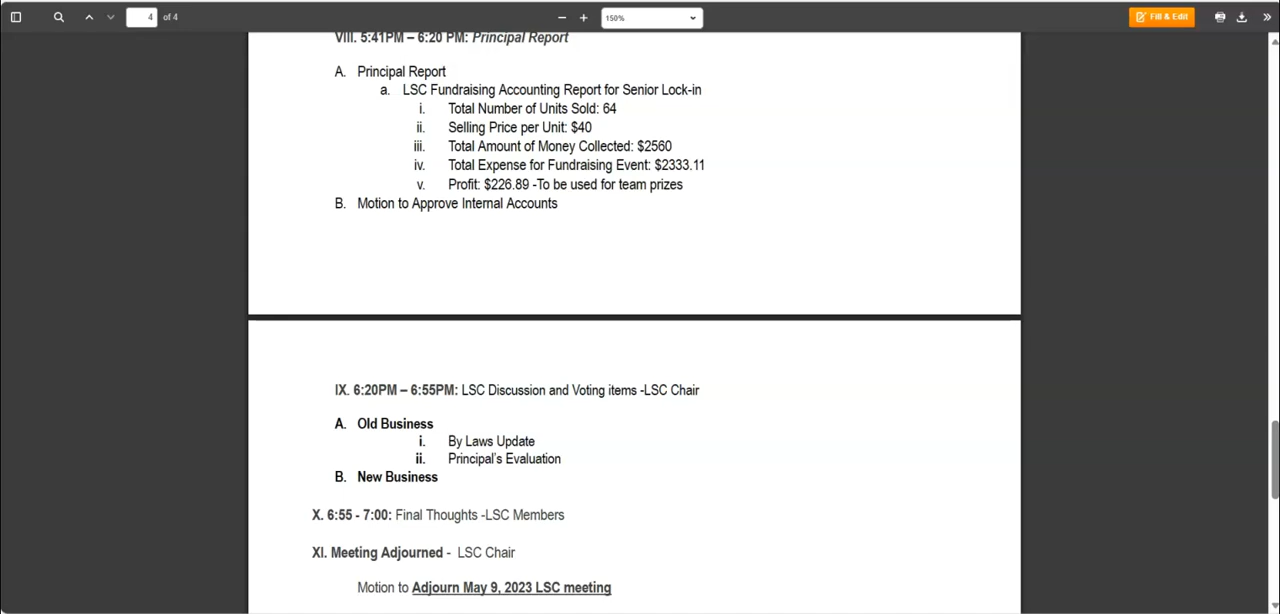 4 of 4
150%
Fill & Edit
VIII. 5:41PM – 6:20 PM: Principal Report
A. Principal Report
a. LSC Fundraising Accounting Report for Senior Lock-in
i. Total Number of Units Sold: 64
ii. Selling Price per Unit: $40
iii. Total Amount of Money Collected: $2560
iv. Total Expense for Fundraising Event: $2333.11
v. Profit: $226.89 -To be used for team prizes
B. Motion to Approve Internal Accounts
IX. 6:20PM – 6:55PM: LSC Discussion and Voting items -LSC Chair
A. Old Business
i. By Laws Update
ii. Principal's Evaluation
B. New Business
X. 6:55 - 7:00: Final Thoughts -LSC Members
XI. Meeting Adjourned - LSC Chair
Motion to Adjourn May 9, 2023 LSC meeting